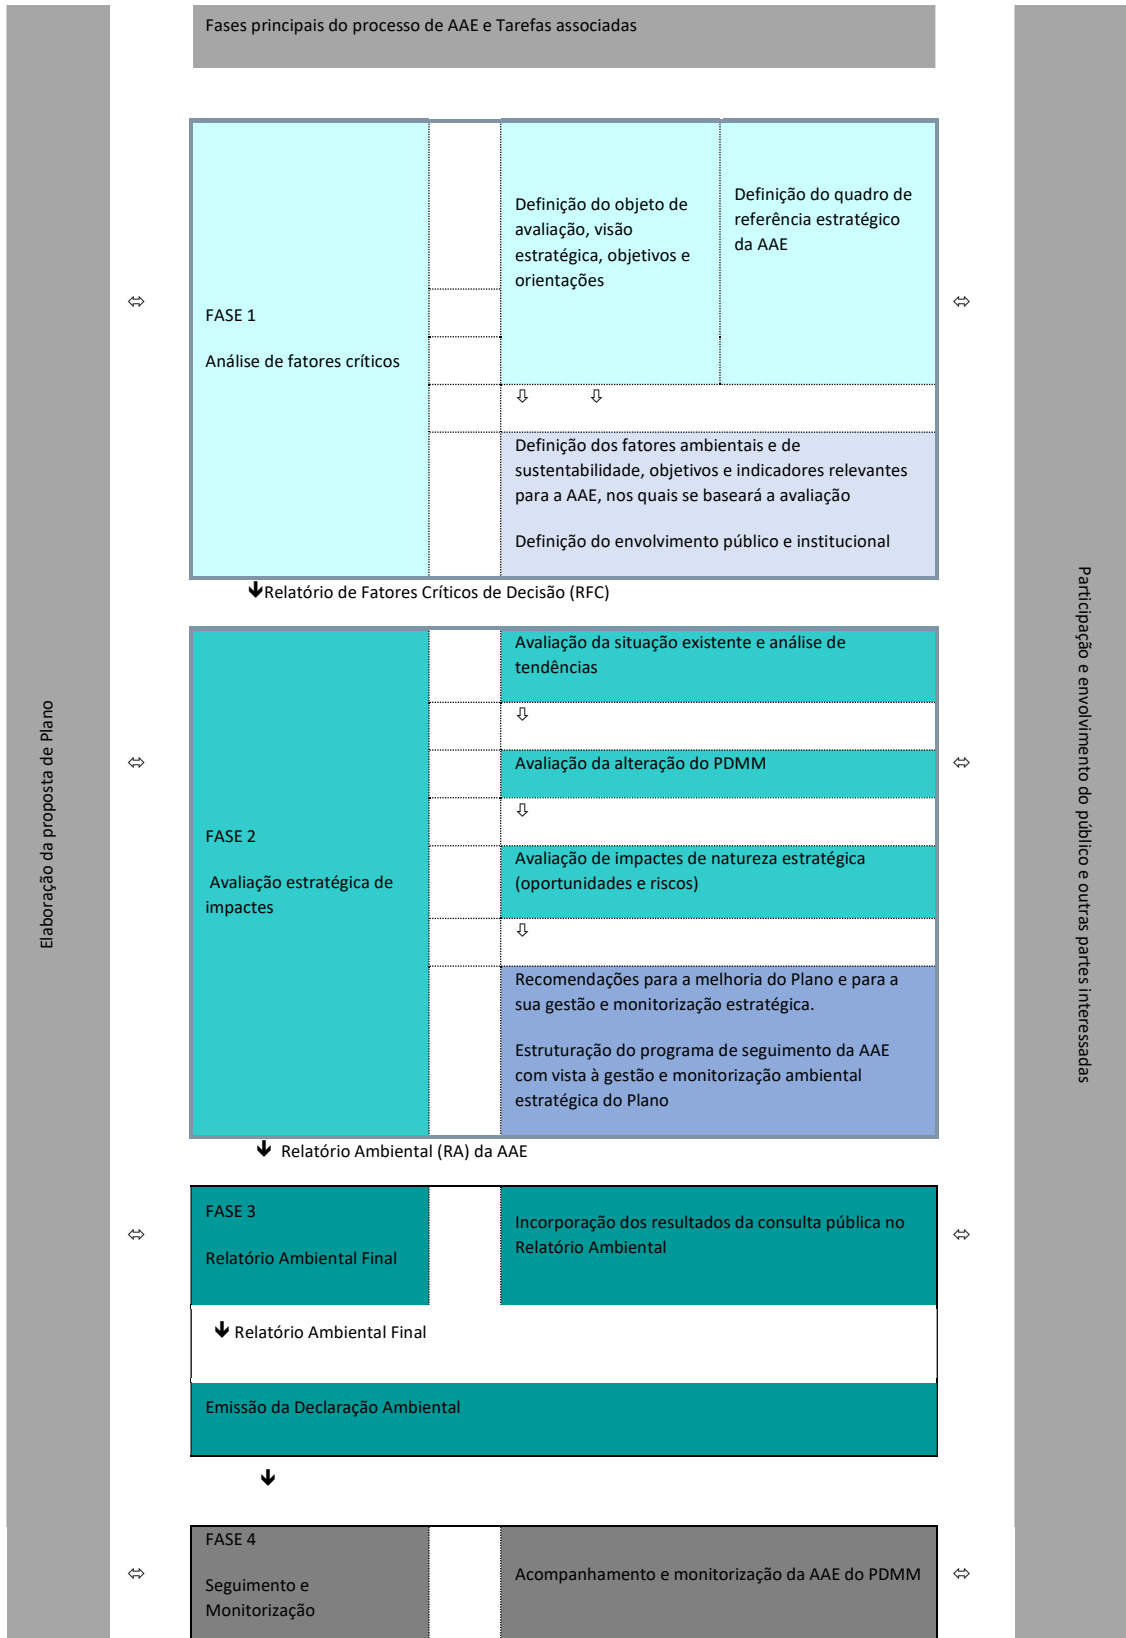 Fases principais do processo de AAE e Tarefas associadas
Elaboração da proposta de Plano
Participação e envolvimento do público e outras partes interessadas
⬄
FASE 1
Análise de fatores críticos
Definição do objeto de
avaliação, visão
estratégica, objetivos e
orientações
Definição do quadro de
referência estratégico
da AAE
⬄
⇩ ⇩
Definição dos fatores ambientais e de
sustentabilidade, objetivos e indicadores relevantes
para a AAE, nos quais se baseará a avaliação
Definição do envolvimento público e institucional
🡻Relatório de Fatores Críticos de Decisão (RFC)
⬄
FASE 2
Avaliação estratégica de
impactes
Avaliação da situação existente e análise de
tendências
⇩
Avaliação da alteração do PDMM
⬄
⇩
Avaliação de impactes de natureza estratégica
(oportunidades e riscos)
⇩
Recomendações para a melhoria do Plano e para a
sua gestão e monitorização estratégica.
Estruturação do programa de seguimento da AAE
com vista à gestão e monitorização ambiental
estratégica do Plano
🡻 Relatório Ambiental (RA) da AAE
⬄
FASE 3
Relatório Ambiental Final
Incorporação dos resultados da consulta pública no
Relatório Ambiental
⬄
🡻 Relatório Ambiental Final
Emissão da Declaração Ambiental
🡻
⬄
FASE 4
Seguimento e
Monitorização
Acompanhamento e monitorização da AAE do PDMM
⬄